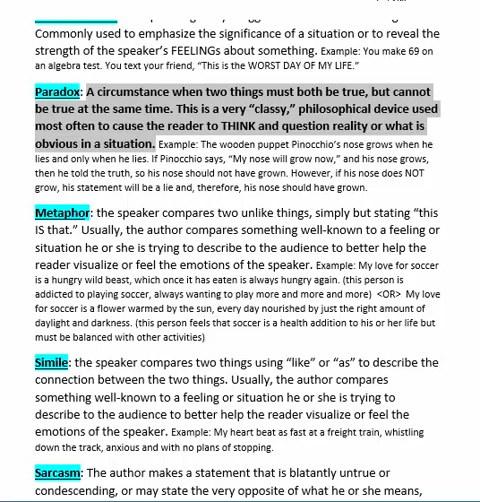 Commonly used to emphasize the significance of a situation or to reveal the
strength of the speaker's FEELINGs about something. Example: You make 69 on
an algebra test. You text your friend, "This is the WORST DAY OF MY LIFE."
Paradox: A circumstance when two things must both be true, but cannot
be true at the same time. This is a very "classy," philosophical device used
most often to cause the reader to THINK and question reality or what is
obvious in a situation. Example: The wooden puppet Pinocchio's nose grows when he
lies and only when he lies. If Pinocchio says, "My nose will grow now," and his nose grows,
then he told the truth, so his nose should not have grown. However, if his nose does NOT
grow, his statement will be a lie and, therefore, his nose should have grown.
Metaphor: the speaker compares two unlike things, simply but stating "this
IS that." Usually, the author compares something well-known to a feeling or
situation he or she is trying to describe to the audience to better help the
reader visualize or feel the emotions of the speaker. Example: My love for soccer
is a hungry wild beast, which once it has eaten is always hungry again. (this person is
addicted to playing soccer, always wanting to play more and more and more) <OR> My love
for soccer is a flower warmed by the sun, every day nourished by just the right amount of
daylight and darkness. (this person feels that soccer is a health addition to his or her life but
must be balanced with other activities)
Simile: the speaker compares two things using "like" or "as" to describe the
connection between the two things. Usually, the author compares
something well-known to a feeling or situation he or she is trying to
describe to the audience to better help the reader visualize or feel the
emotions of the speaker. Example: My heart beat as fast at a freight train, whistling
down the track, anxious and with no plans of stopping.
Sarcasm: The author makes a statement that is blatantly untrue or
condescending, or may state the very opposite of what he or she means,